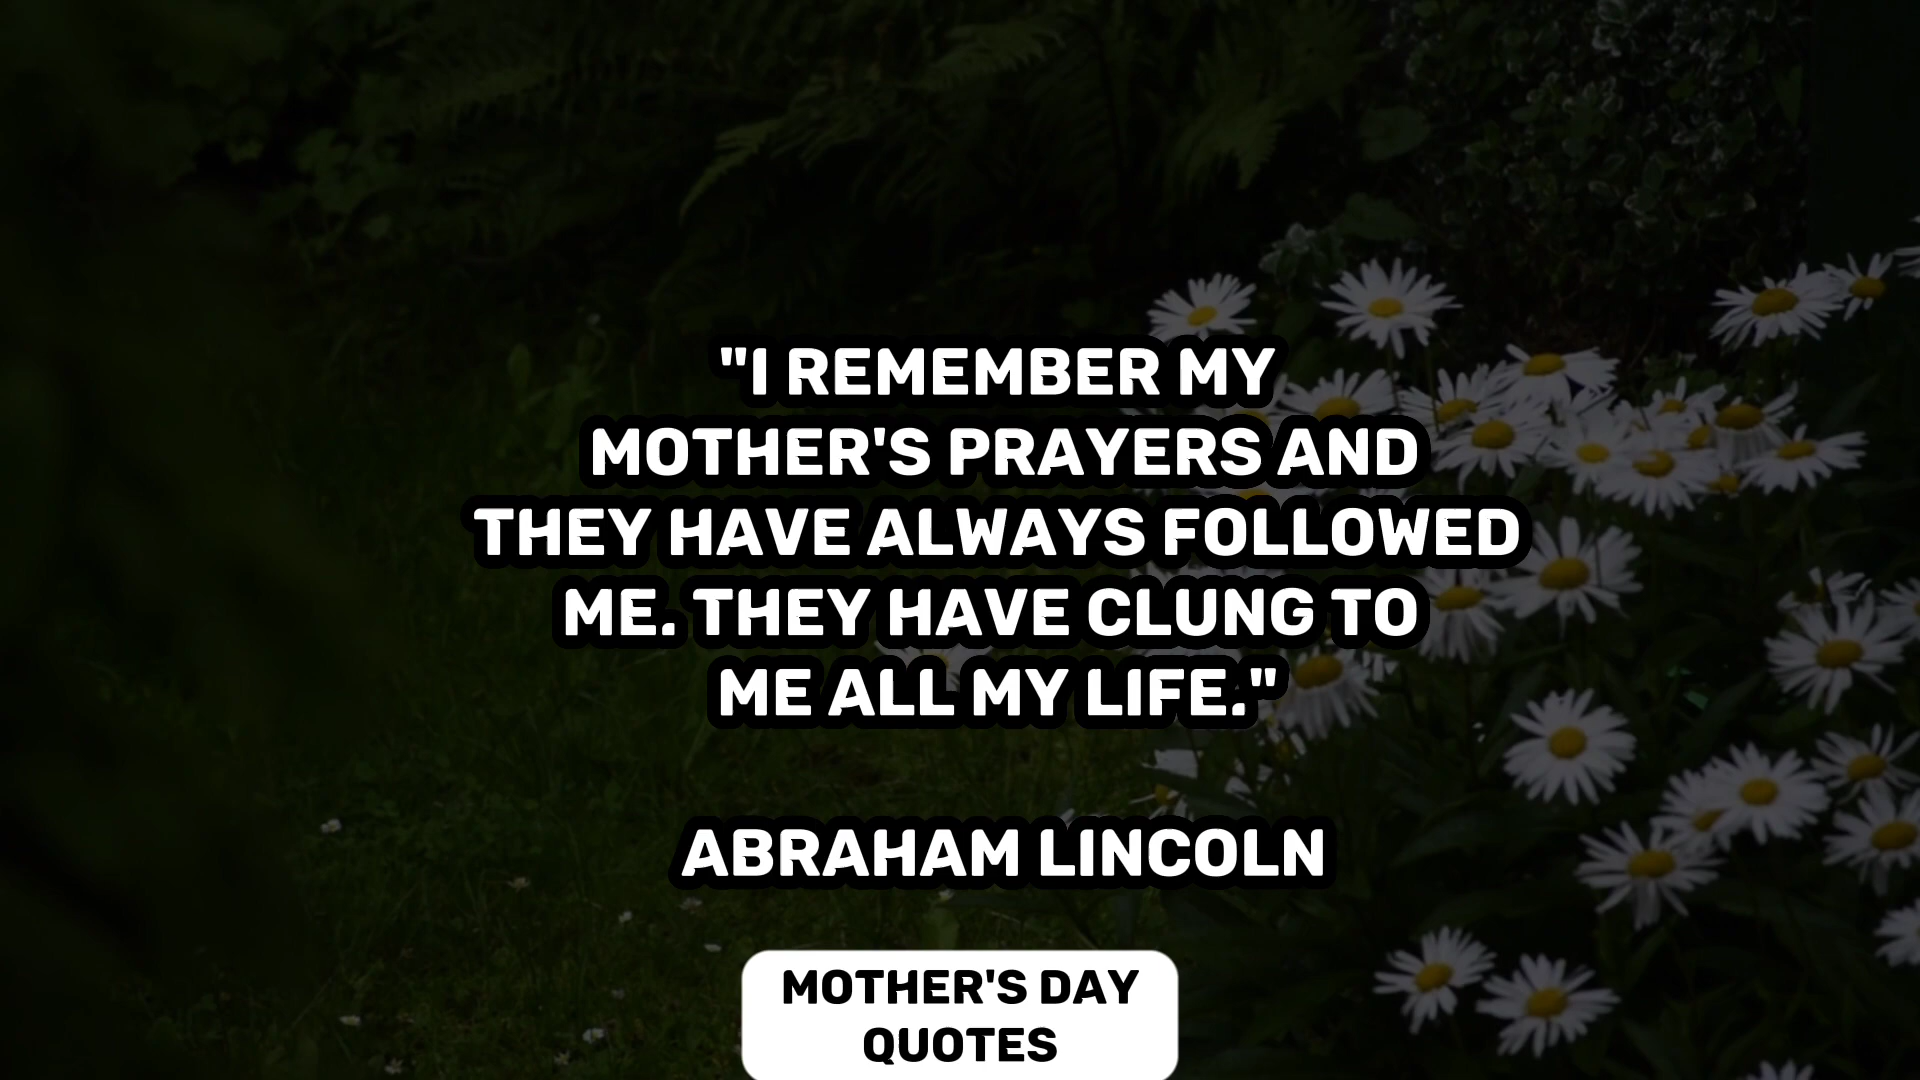 "I REMEMBER MY
MOTHER'S PRAYERS AND
THEY HAVE ALWAYS FOLLOWED
ME. THEY HAVE CLUNG TO
ME ALL MY LIFE."
ABRAHAM LINCOLN
MOTHER'S DAY
QUOTES